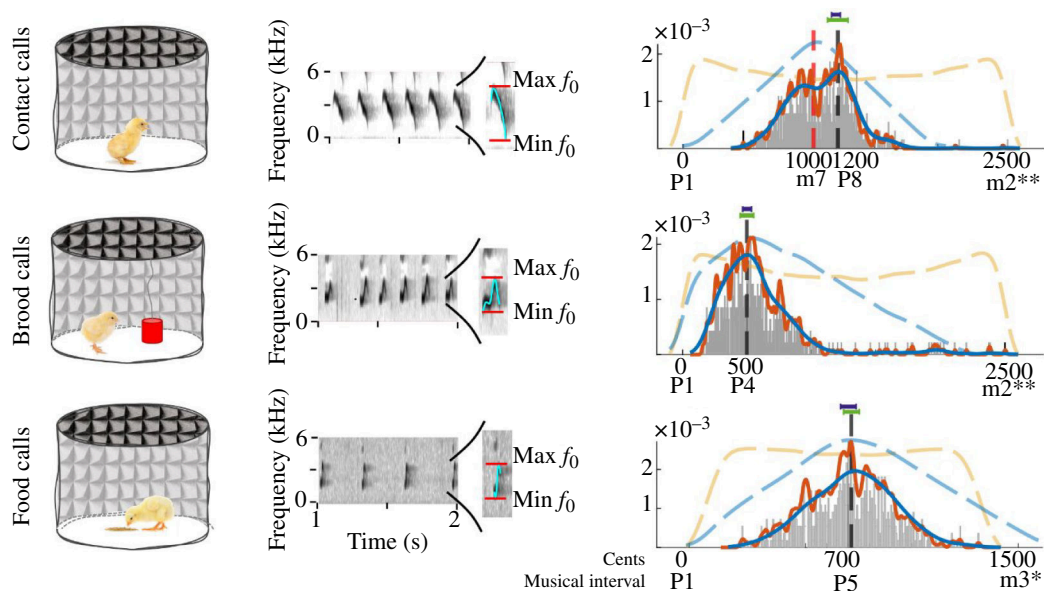 Contact calls
Frequency (kHz)
6
0
Max f0
Min f0
×10−3
2
1
0
1000
1200
2500
P1
m7
P8
m2**
Brood calls
Frequency (kHz)
6
0
1
2
Max f0
Min f0
×10−3
2
1
0
500
2500
P1
P4
m2**
Food calls
Frequency (kHz)
6
0
1
2
Time (s)
Max f0
Min f0
×10−3
2
1
Cents
0
700
1500
Musical interval
P1
P5
m3*